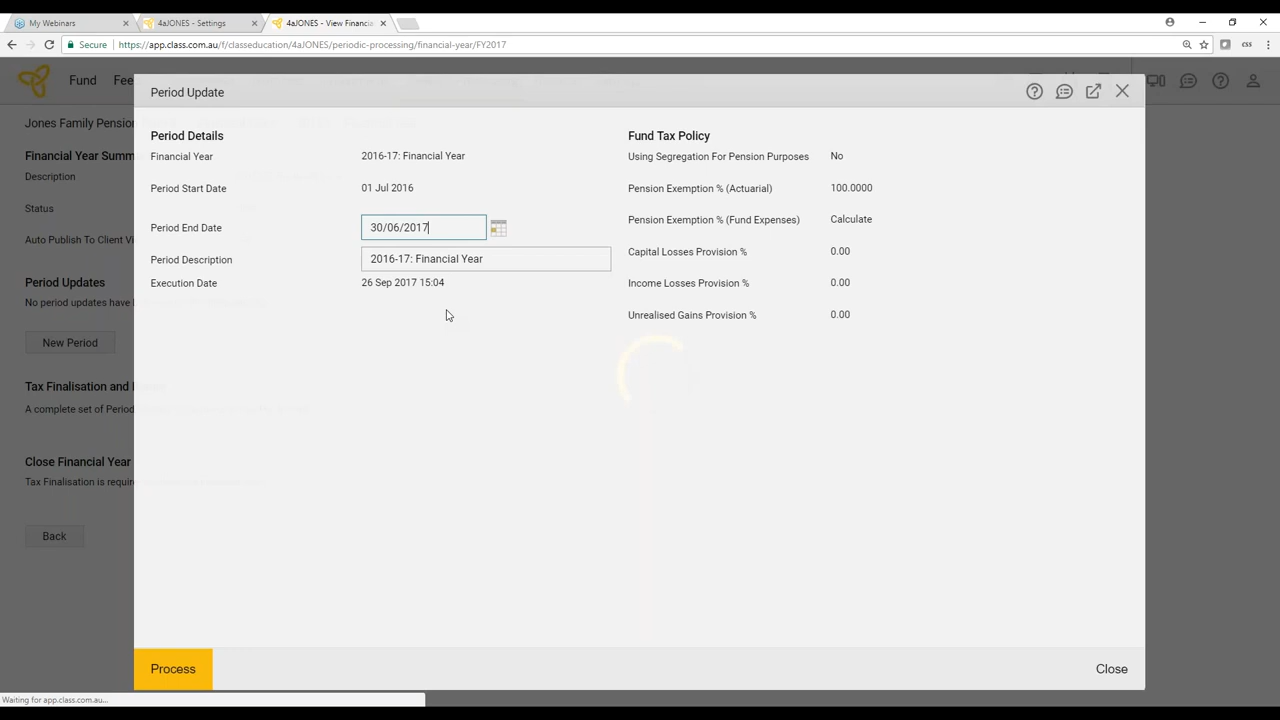 My Webinars
4aJONES - Settings
4aJONES - View Financia
Secure
https://app.class.com.au/f/classeducation/4aJONES/periodic-processing/financial-year/FY2017
css
Fund
Fee
Jones Family Pension
Financial Year Summ
Description
Status
Auto Publish To Client Vi
Period Updates
No period updates have b
New Period
Tax Finalisation and
A complete set of Period
Close Financial Year
Tax Finalisation is requir
Back
Period Update
Period Details
Financial Year 2016-17: Financial Year
Period Start Date 01 Jul 2016
Period End Date 30/06/2017
Period Description 2016-17: Financial Year
Execution Date 26 Sep 2017 15:04
Fund Tax Policy
Using Segregation For Pension Purposes No
Pension Exemption % (Actuarial) 100.0000
Pension Exemption % (Fund Expenses) Calculate
Capital Losses Provision % 0.00
Income Losses Provision % 0.00
Unrealised Gains Provision % 0.00
Process
Close
Waiting for app.class.com.au...